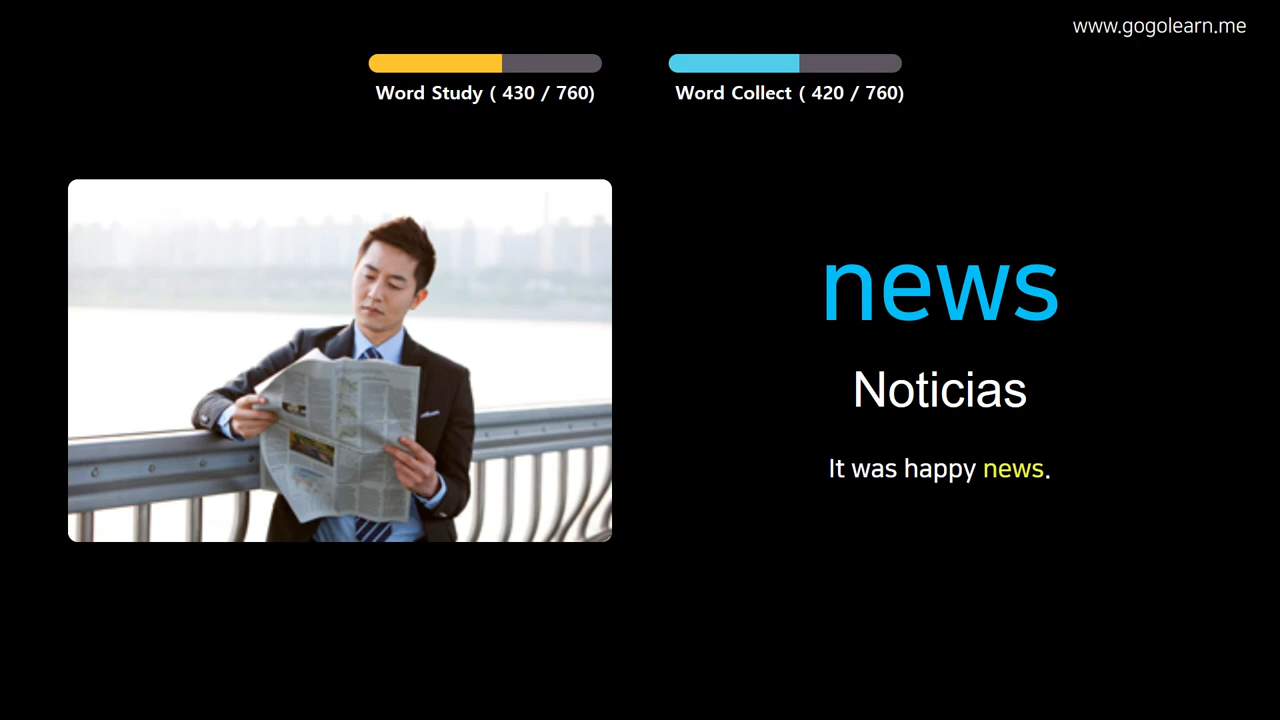 www.gogolearn.me
Word Study ( 430 / 760)
Word Collect ( 420 / 760)
news
Noticias
It was happy news.